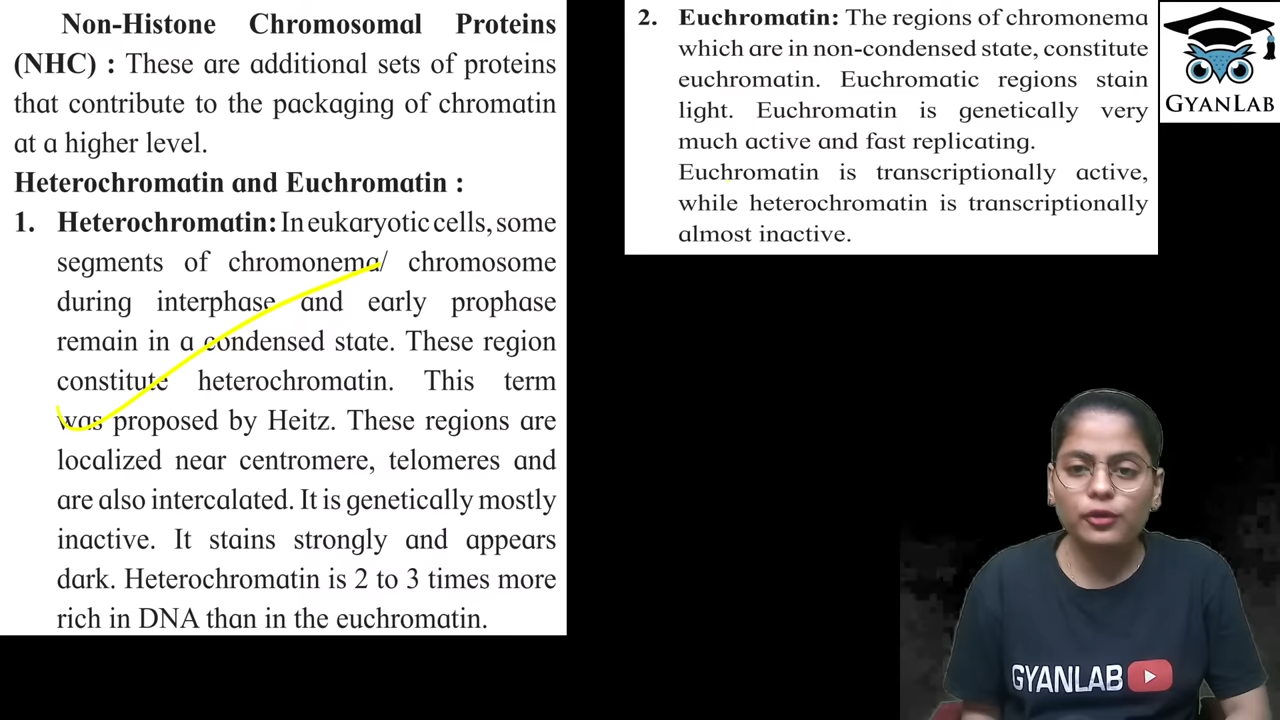 Non-Histone Chromosomal Proteins
(NHC) : These are additional sets of proteins
that contribute to the packaging of chromatin
at a higher level.
Heterochromatin and Euchromatin :
1. Heterochromatin: In eukaryotic cells, some
segments of chromonema/ chromosome
during interphase and early prophase
remain in a condensed state. These region
constitute heterochromatin. This term
was proposed by Heitz. These regions are
localized near centromere, telomeres and
are also intercalated. It is genetically mostly
inactive. It stains strongly and appears
dark. Heterochromatin is 2 to 3 times more
rich in DNA than in the euchromatin.
2. Euchromatin: The regions of chromonema
which are in non-condensed state, constitute
euchromatin. Euchromatic regions stain
light. Euchromatin is genetically very
much active and fast replicating.
Euchromatin is transcriptionally active,
while heterochromatin is transcriptionally
almost inactive.
GYANLAB
GYANLAB